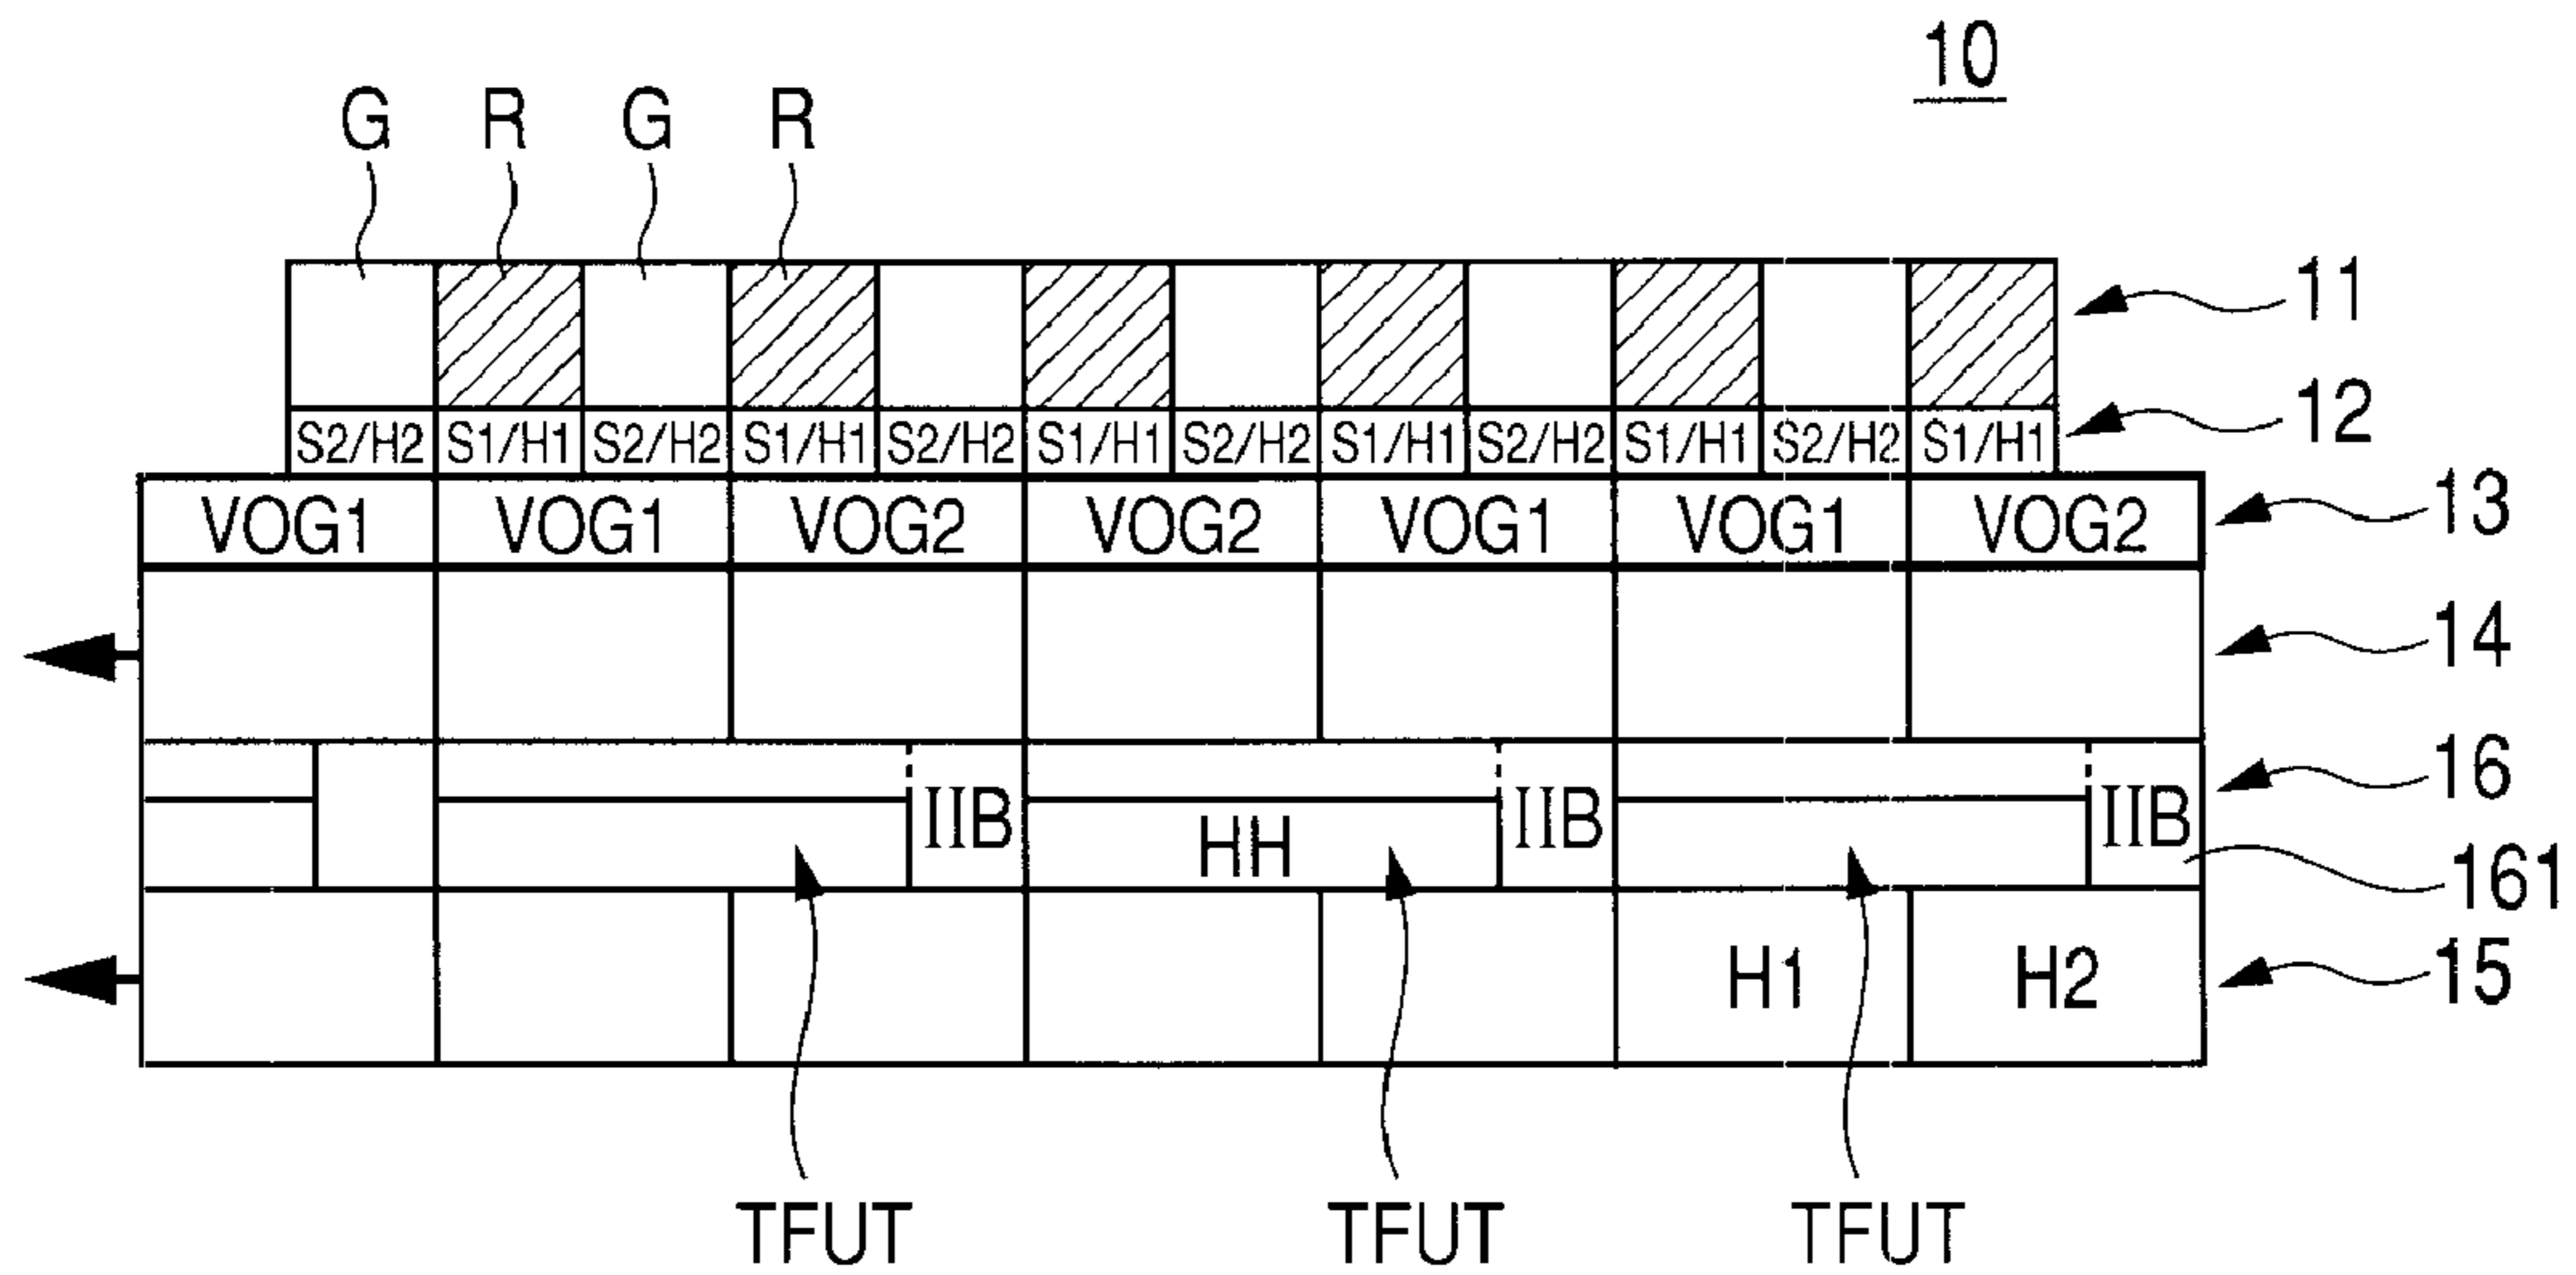 10
G R G R
11
S2/H2 S1/H1 S2/H2 S1/H1 S2/H2 S1/H1 S2/H2 S1/H1 S2/H2 S1/H1 S2/H2 S1/H1 12
VOG1 VOG1 VOG2 VOG2 VOG1 VOG1 VOG2 13
14
16
IIB HH IIB IIB
161
H1 H2 15
TFUT TFUT TFUT